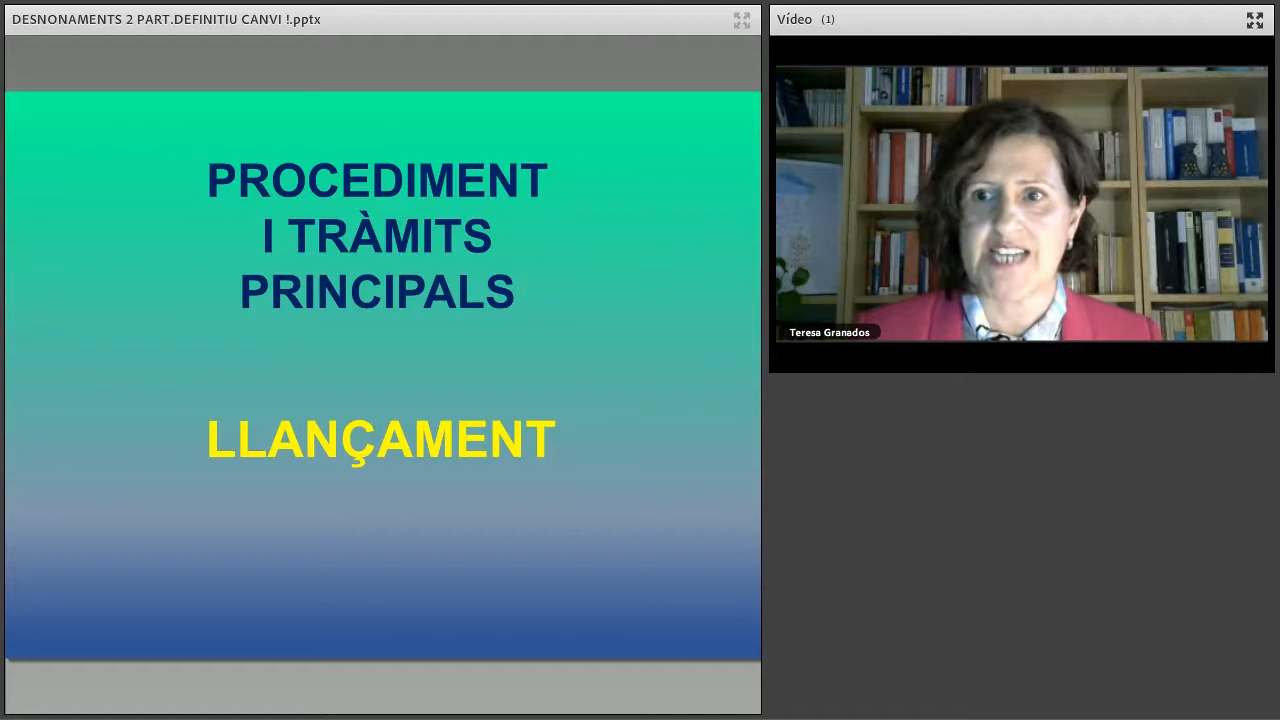 DESNONAMENTS 2 PART.DEFINITIU CANVI !.pptx
PROCEDIMENT
I TRÀMITS
PRINCIPALS
LLANÇAMENT
Vídeo (1)
Teresa Granados